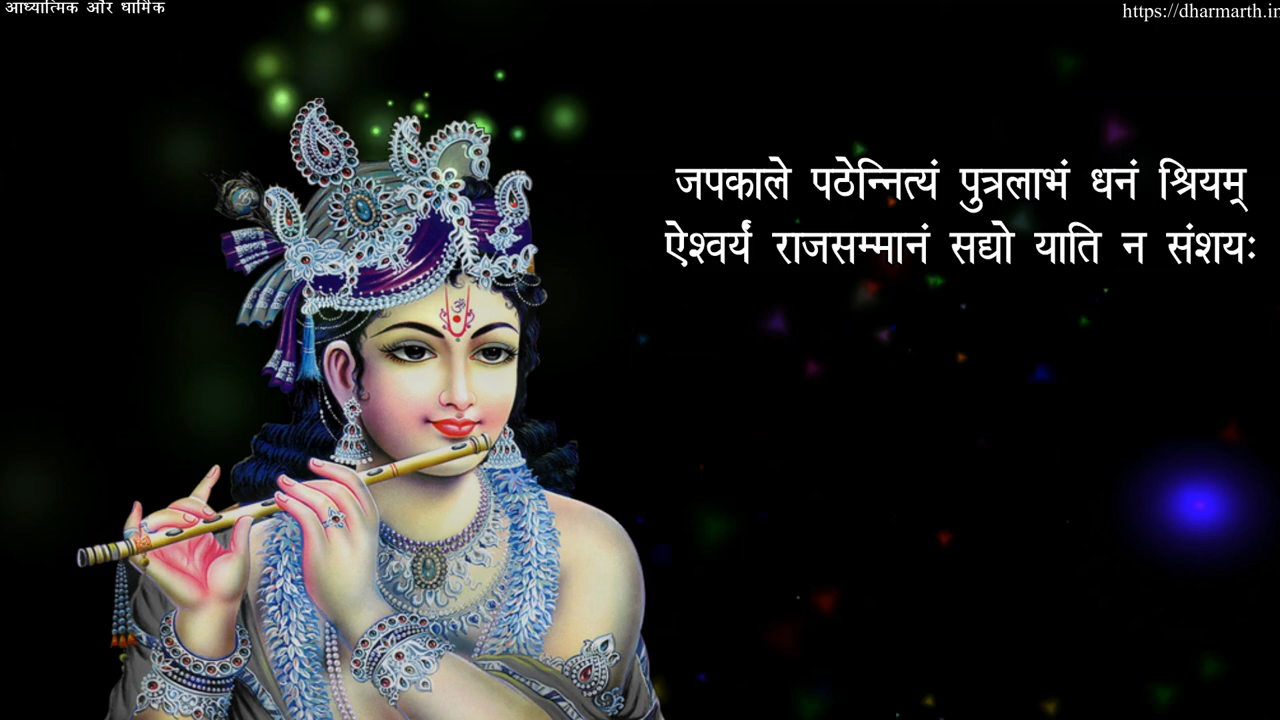 आध्यात्मिक और धार्मिक
https://dharmarth.in
जपकाले पठेन्नित्यं पुत्रलाभं धनं श्रियम्
ऐश्वर्यं राजसम्मानं सद्यो याति न संशयः